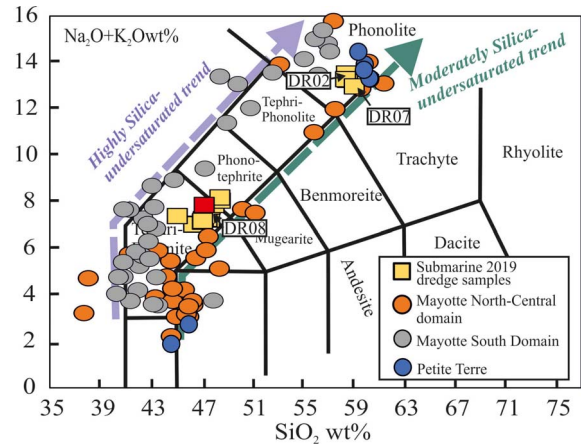 Na₂O+K₂Owt%
16
14
12
10
8
6
4
2
0
Phonolite
Highly Silica-
undersaturated trend
Moderately Silica-
undersaturated trend
DR02
DR07
Tephri-
Phonolite
Phono-
tephrite
Trachyte
Rhyolite
Benmoreite
DR08
Mugearite
Andesite
Dacite
Submarine 2019
dredge samples
Mayotte North-Central
domain
Mayotte South Domain
Petite Terre
35 39 43 47 51 55 59 63 67 71 75
SiO₂ wt%